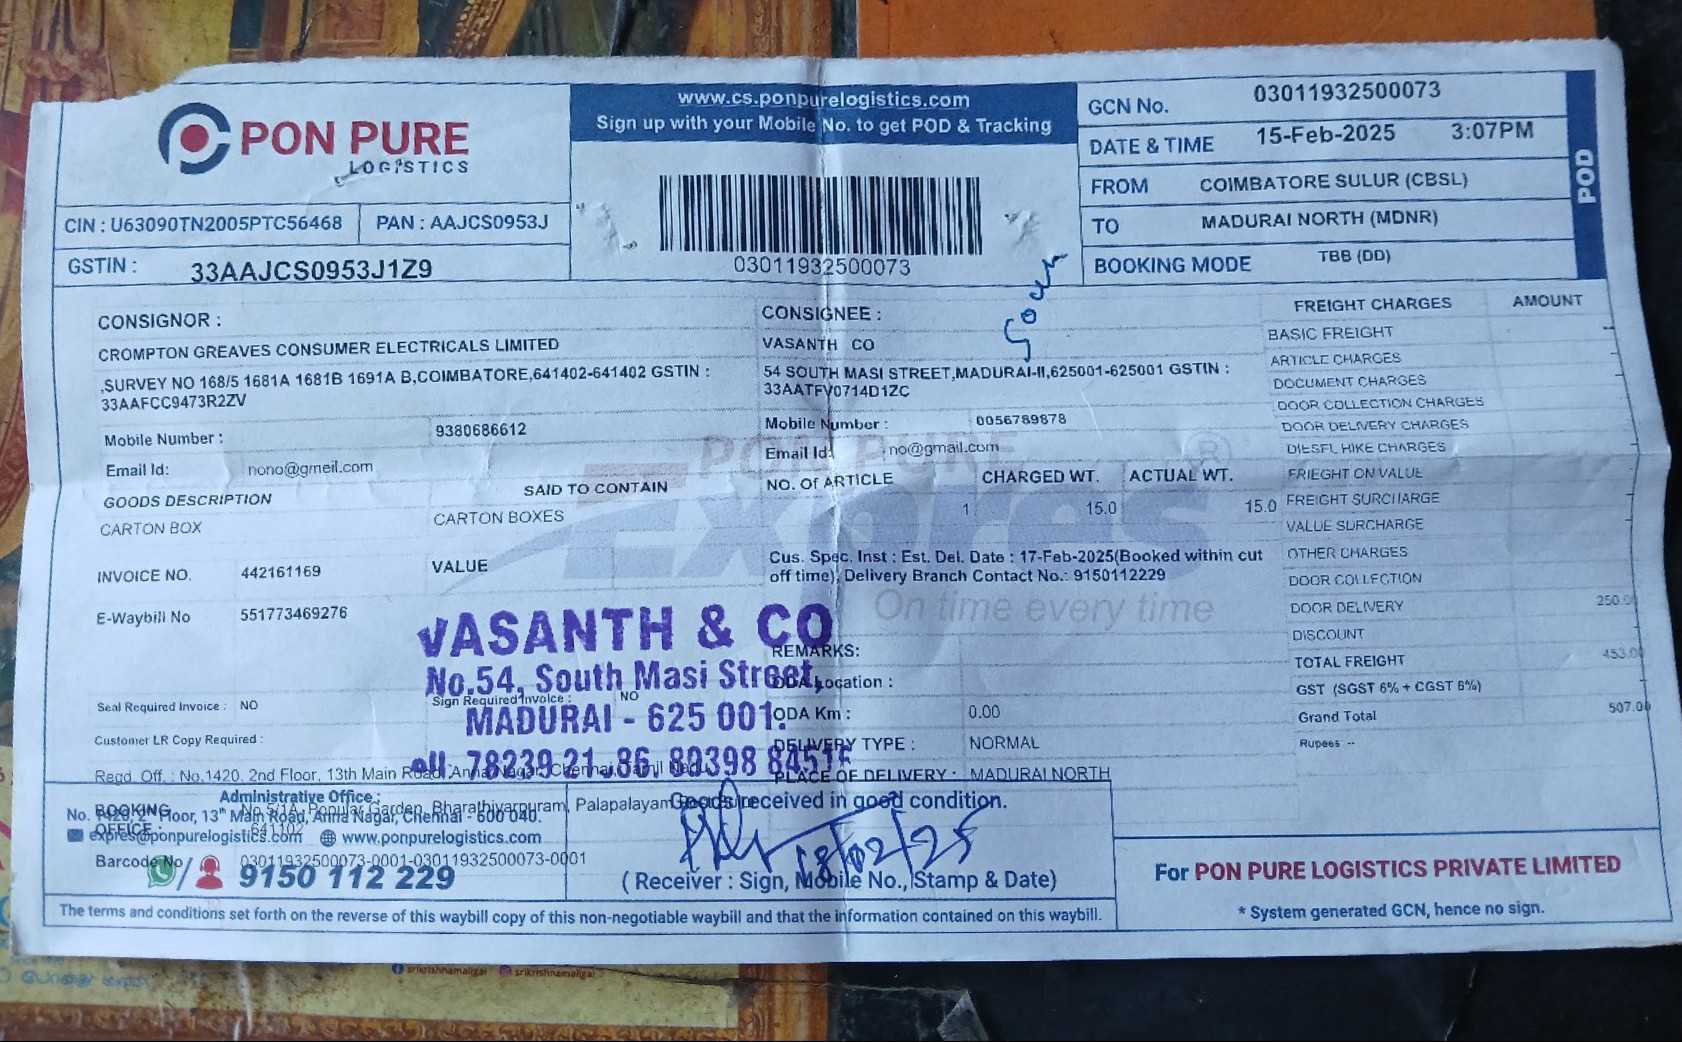 PON PURE
LOGISTICS
www.cs.ponpurelogistics.com
Sign up with your Mobile No. to get POD & Tracking
03011932500073
CIN : U63090TN2005PTC56468
PAN : AAJCS0953J
GSTIN : 33AAJCS0953J1Z9
GCN No. 03011932500073
DATE & TIME 15-Feb-2025 3:07PM
FROM COIMBATORE SULUR (CBSL)
TO MADURAI NORTH (MDNR)
BOOKING MODE TBB (DD)
POD
CONSIGNOR :
CROMPTON GREAVES CONSUMER ELECTRICALS LIMITED
,SURVEY NO 168/5 1681A 1681B 1691A B,COIMBATORE,641402-641402 GSTIN :
33AAFCC9473R2ZV
Mobile Number : 9380686612
Email Id: nono@gmeil.com
GOODS DESCRIPTION
SAID TO CONTAIN
CARTON BOX
CARTON BOXES
INVOICE NO. 442161169
VALUE
E-Waybill No 551773469276
CONSIGNEE :
VASANTH CO
54 SOUTH MASI STREET,MADURAI-II,625001-625001 GSTIN :
33AATFV0714D1ZC
Mobile Number : 0056789878
Email Id: no@gmail.com
NO. Of ARTICLE CHARGED WT. ACTUAL WT.
1 15.0 15.0
Cus. Spec. Inst : Est. Del. Date : 17-Feb-2025(Booked within cut
off time), Delivery Branch Contact No.: 9150112229
PON PURE
Expres
®
On time every time
FREIGHT CHARGES AMOUNT
BASIC FREIGHT
ARTICLE CHARGES
DOCUMENT CHARGES
DOOR COLLECTION CHARGES
DOOR DELIVERY CHARGES
DIESEL HIKE CHARGES
FRIEGHT ON VALUE
FREIGHT SURCHARGE
VALUE SURCHARGE
OTHER CHARGES
DOOR COLLECTION
DOOR DELIVERY 250.00
DISCOUNT
TOTAL FREIGHT 453.00
GST (SGST 6% + CGST 6%)
Grand Total 507.00
Rupees --
VASANTH & CO
No.54, South Masi Street,
MADURAI - 625 001.
Seal Required Invoice : NO
Sign Required Invoice : NO
Customer LR Copy Required :
REMARKS:
ODA Location :
ODA Km : 0.00
DELIVERY TYPE : NORMAL
PLACE OF DELIVERY : MADURAI NORTH
Regd. Off. : No.1420, 2nd Floor, 13th Main Road, Anna Nagar, Chennai, Tamil
Administrative Office :
No. 1420, 2nd Floor, 13th Main Road, Anna Nagar, Chennai - 600 040.
BOOKING OFFICE : No.5/1A, Popular Garden, Bharathiyarpuram, Palapalayam
641102
expres@ponpurelogistics.com www.ponpurelogistics.com
Barcode No 03011932500073-0001-03011932500073-0001
9150 112 229
Goods received in good condition.
18/02/25
( Receiver : Sign, Mobile No., Stamp & Date)
For PON PURE LOGISTICS PRIVATE LIMITED
* System generated GCN, hence no sign.
The terms and conditions set forth on the reverse of this waybill copy of this non-negotiable waybill and that the information contained on this waybill.
srikrishnamaligai srikrishnamaligai